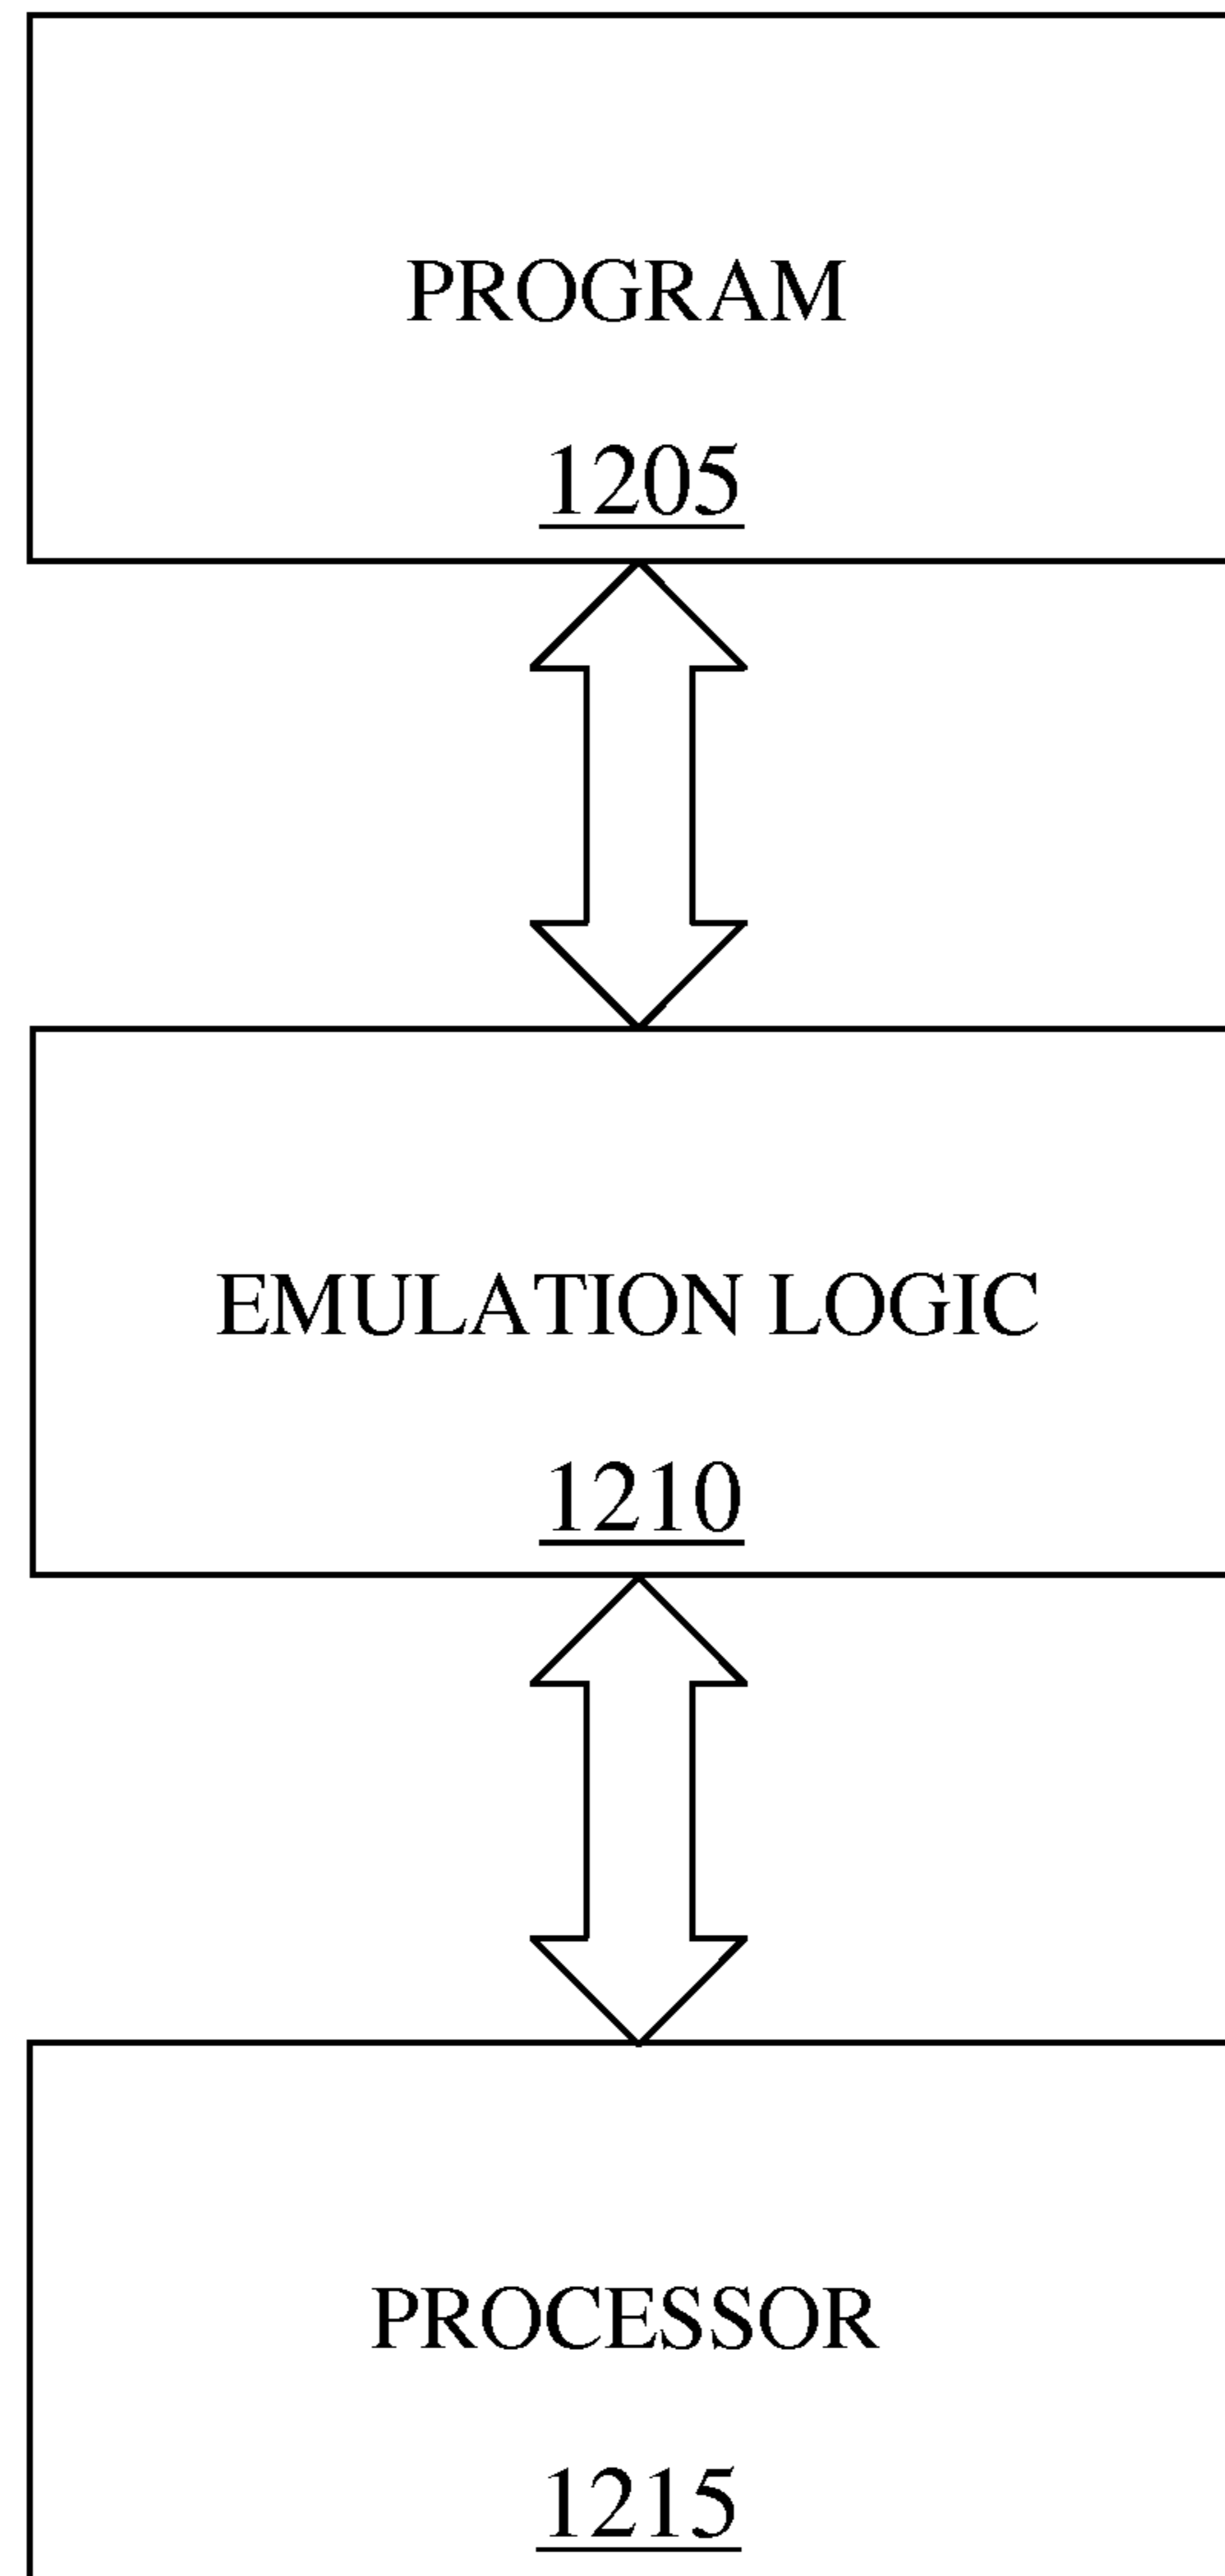 PROGRAM
1205
EMULATION LOGIC
1210
PROCESSOR
1215